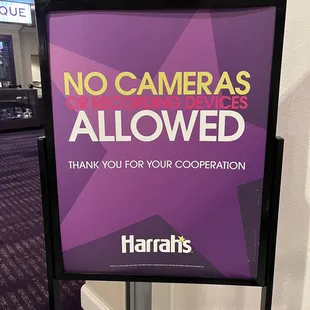 QUE
NO CAMERAS
OR RECORDING DEVICES
ALLOWED
THANK YOU FOR YOUR COOPERATION
Harrah's